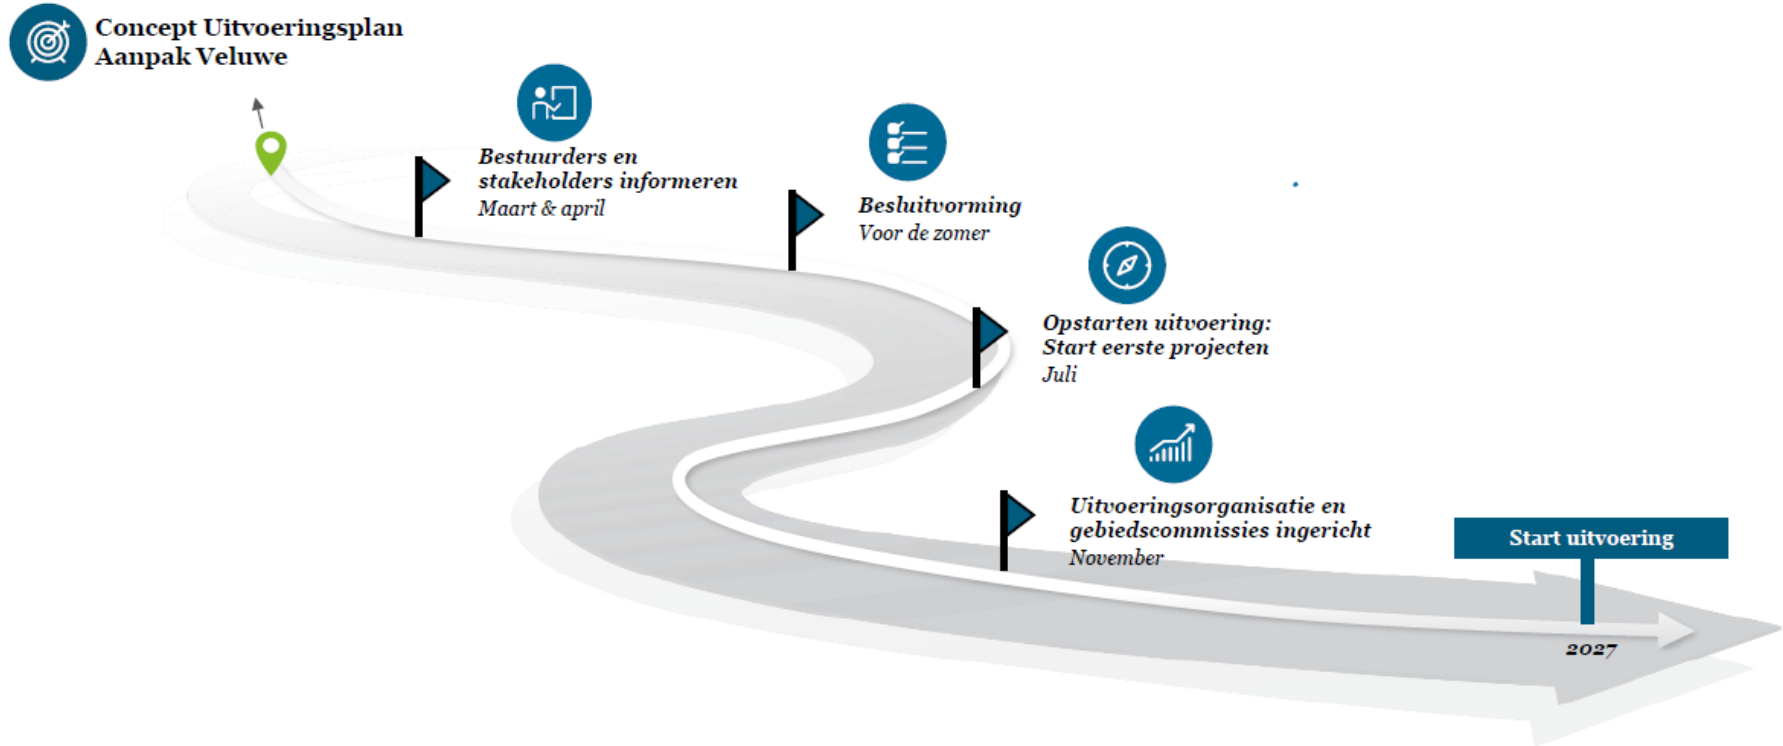 Concept Uitvoeringsplan
Aanpak Veluwe
Bestuurders en
stakeholders informeren
Maart & april
Besluitvorming
Voor de zomer
Opstarten uitvoering:
Start eerste projecten
Juli
Uitvoeringsorganisatie en
gebiedscommissies ingericht
November
Start uitvoering
2027